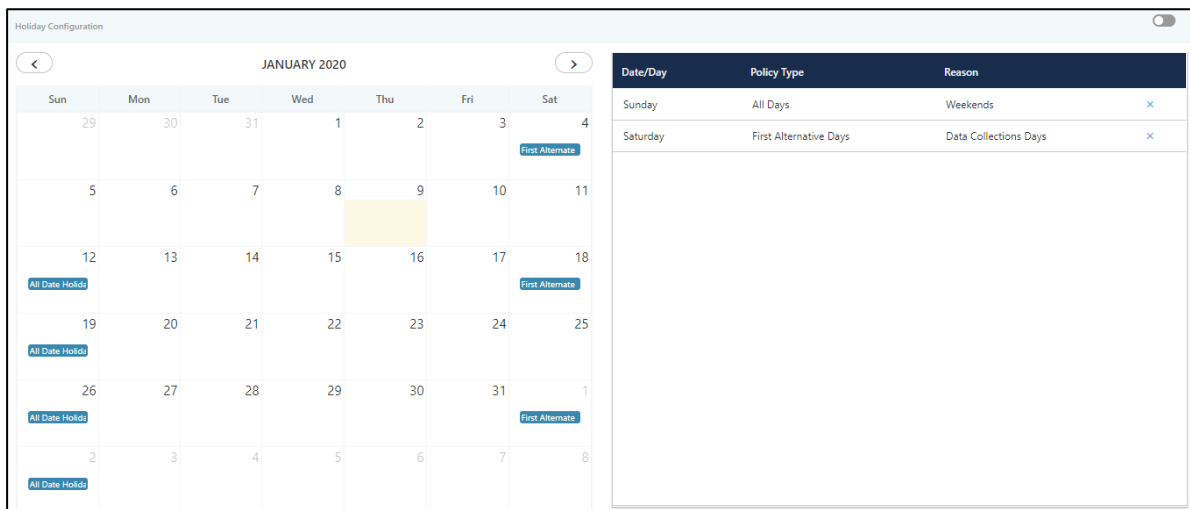 Holiday Configuration
JANUARY 2020
Sun Mon Tue Wed Thu Fri Sat
29 30 31 1 2 3 4
First Alternate
5 6 7 8 9 10 11
12 13 14 15 16 17 18
All Date Holida First Alternate
19 20 21 22 23 24 25
All Date Holida
26 27 28 29 30 31 1
All Date Holida First Alternate
2 3 4 5 6 7 8
All Date Holida
Date/Day Policy Type Reason
Sunday All Days Weekends ×
Saturday First Alternative Days Data Collections Days ×